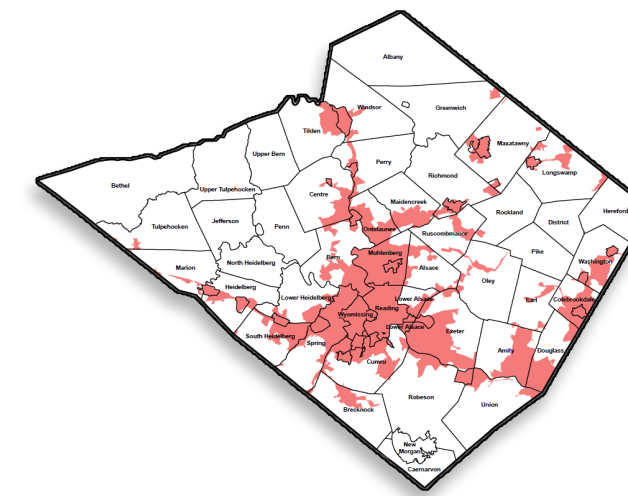 Albany
Windsor
Greenwich
Tilden
Maxatawny
Upper Bern
Perry
Longswamp
Bethel
Richmond
Upper Tulpehocken
Centre
Maidencreek
Hereford
Jefferson
Rockland
District
Tulpehocken
Penn
Ontelaunee
Ruscombmanor
Muhlenberg
Pike
Bern
North Heidelberg
Washington
Marion
Alsace
Oley
Heidelberg
Lower Heidelberg
Lower Alsace
Earl
Colebrookdale
Reading
Wyomissing
Lower Alsace
Exeter
South Heidelberg
Spring
Amity
Douglass
Cumru
Robeson
Union
Brecknock
New
Morgan
Caernarvon